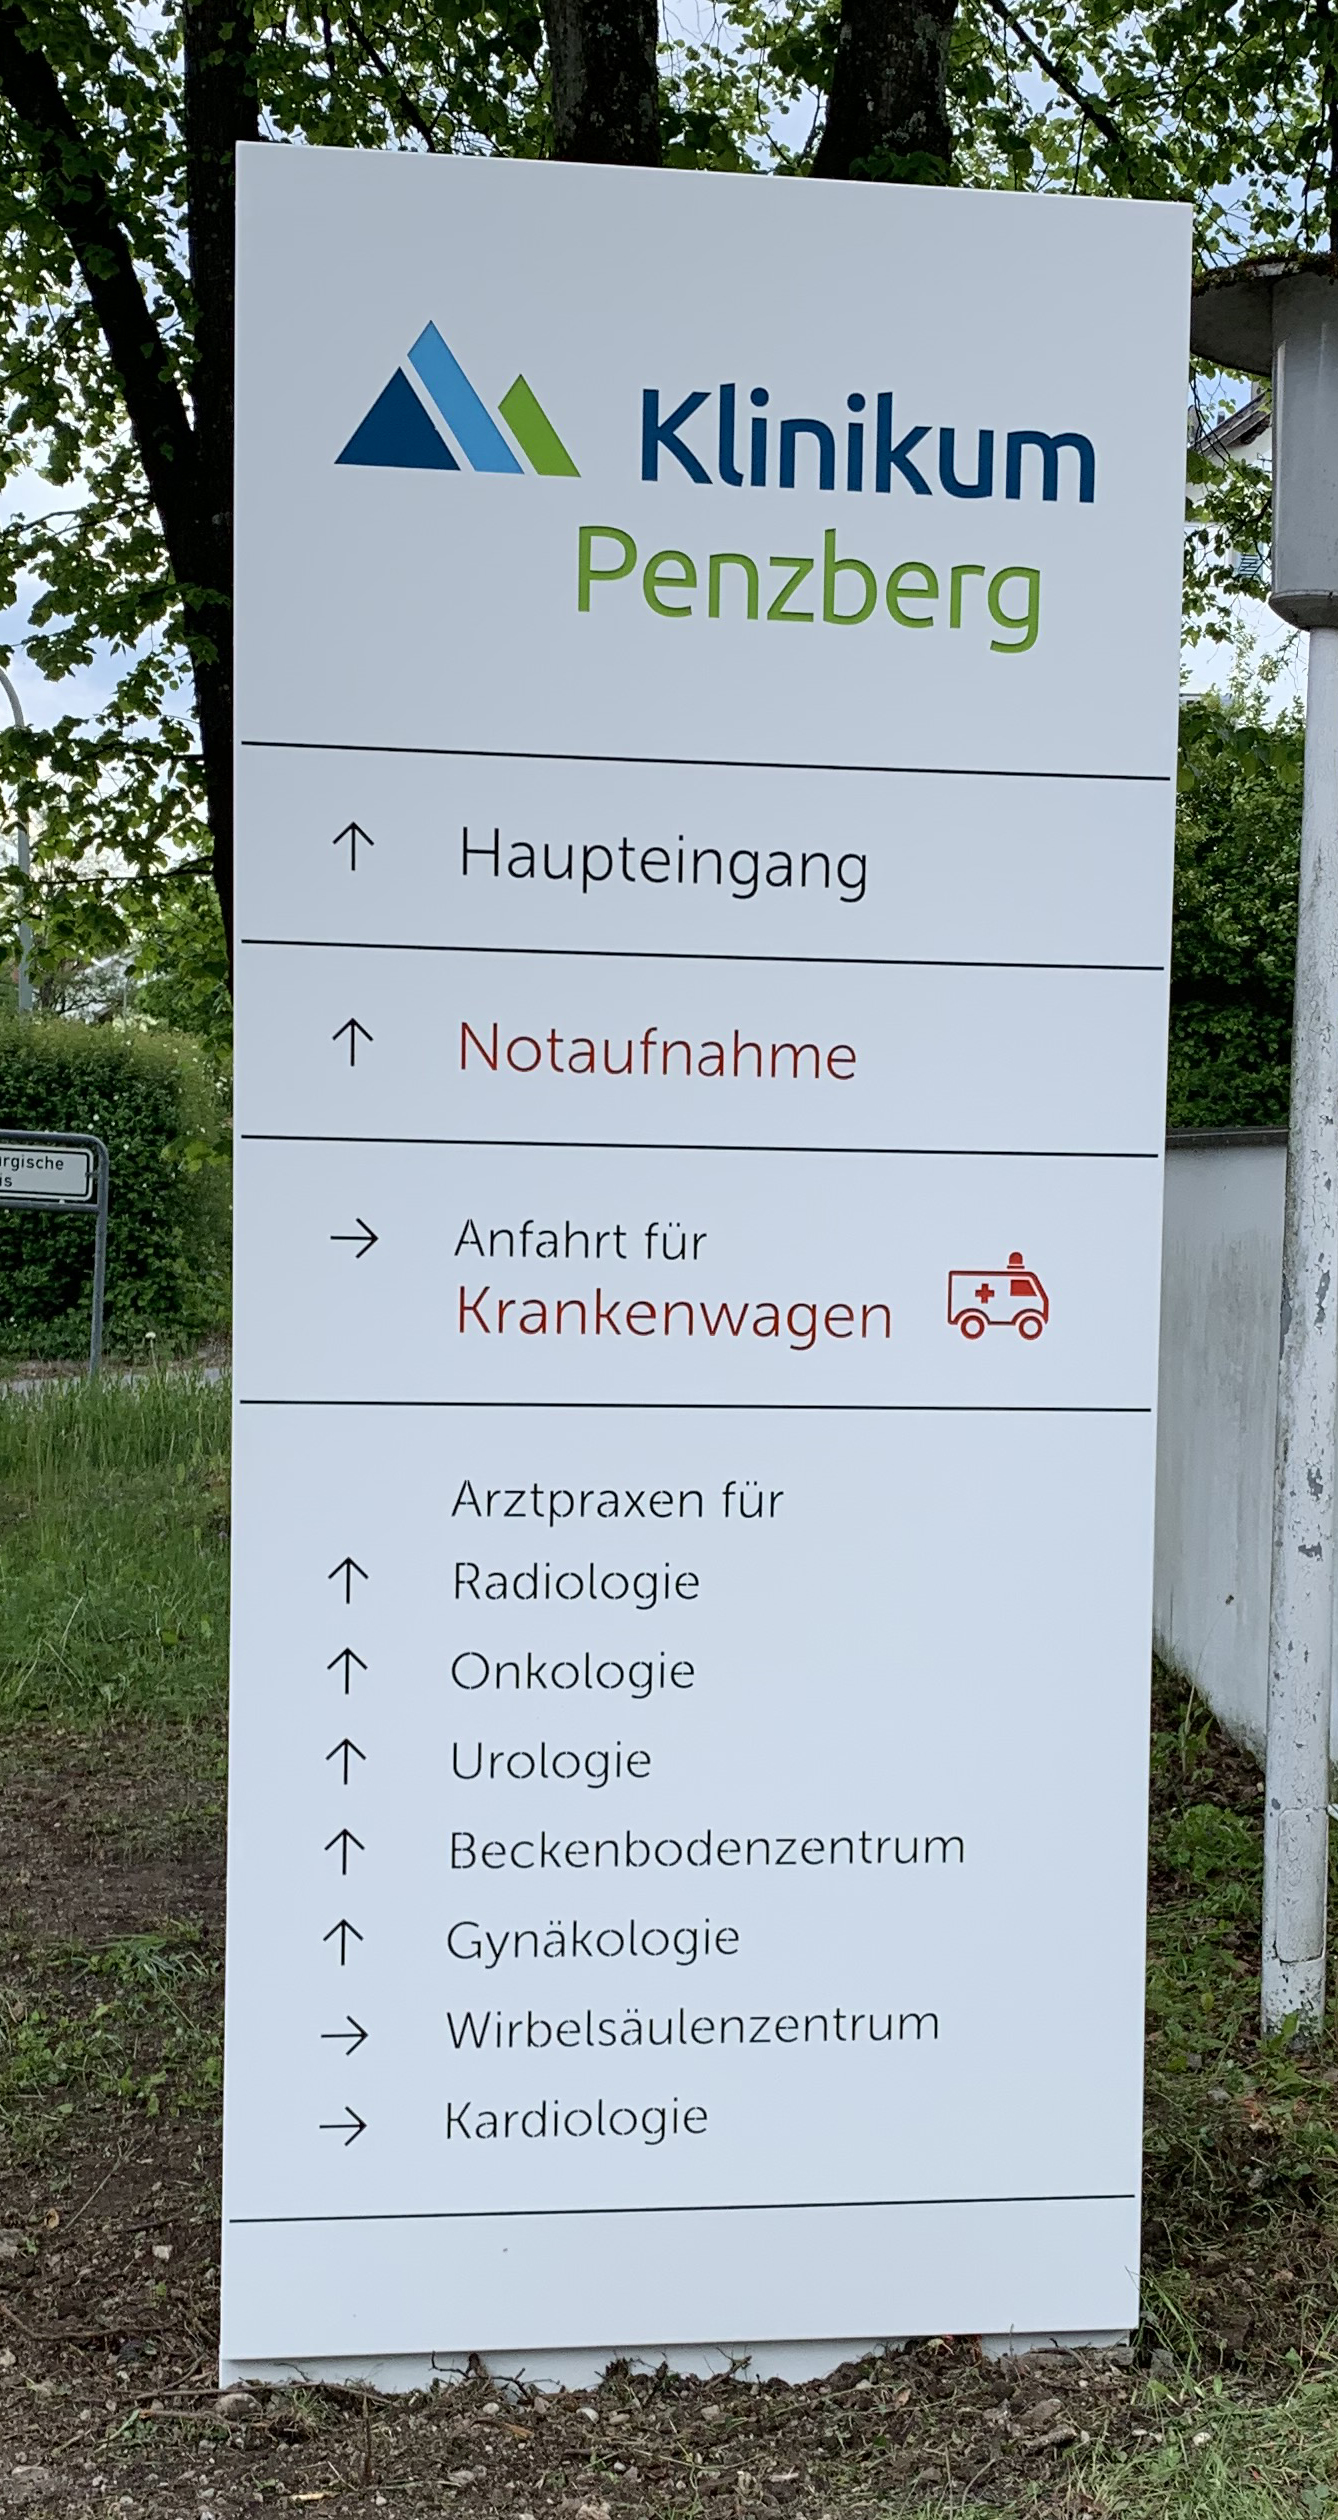 Klinikum
Penzberg
↑ Haupteingang
↑ Notaufnahme
→ Anfahrt für
Krankenwagen
Arztpraxen für
↑ Radiologie
↑ Onkologie
↑ Urologie
↑ Beckenbodenzentrum
↑ Gynäkologie
→ Wirbelsäulenzentrum
→ Kardiologie